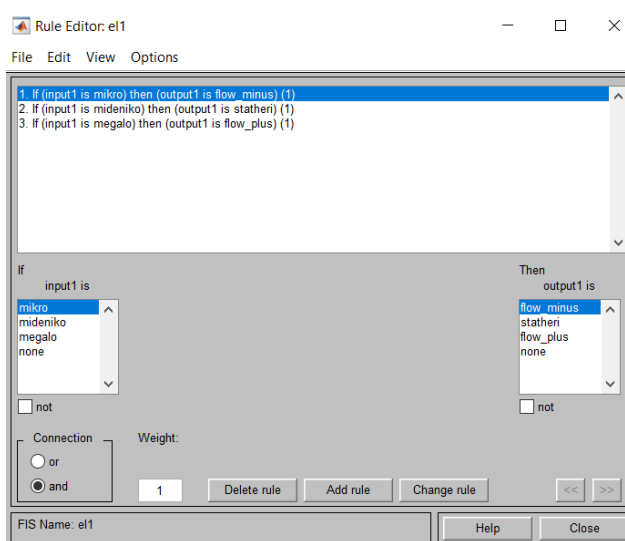 Rule Editor: el1
File Edit View Options
1. If (input1 is mikro) then (output1 is flow_minus) (1)
2. If (input1 is mideniko) then (output1 is statheri) (1)
3. If (input1 is megalo) then (output1 is flow_plus) (1)
If
input1 is
mikro
mideniko
megalo
none
not
Then
output1 is
flow_minus
statheri
flow_plus
none
not
Connection
or
and
Weight:
1
Delete rule
Add rule
Change rule
<<
>>
FIS Name: el1
Help
Close